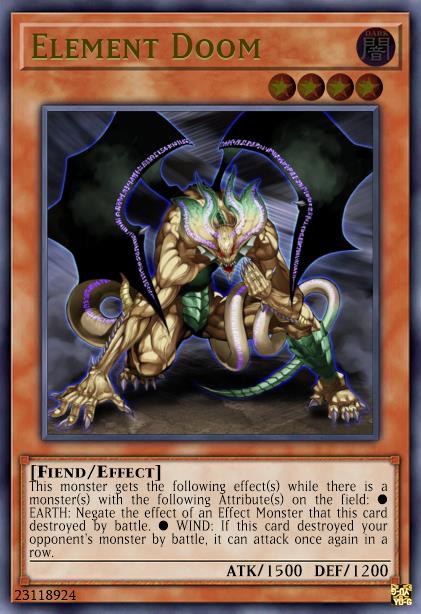 ELEMENT DOOM
DARK
闇
[FIEND/EFFECT]
This monster gets the following effect(s) while there is a
monster(s) with the following Attribute(s) on the field: ●
EARTH: Negate the effect of an Effect Monster that this card
destroyed by battle. ● WIND: If this card destroyed your
opponent's monster by battle, it can attack once again in a
row.
ATK/1500 DEF/1200
23118924